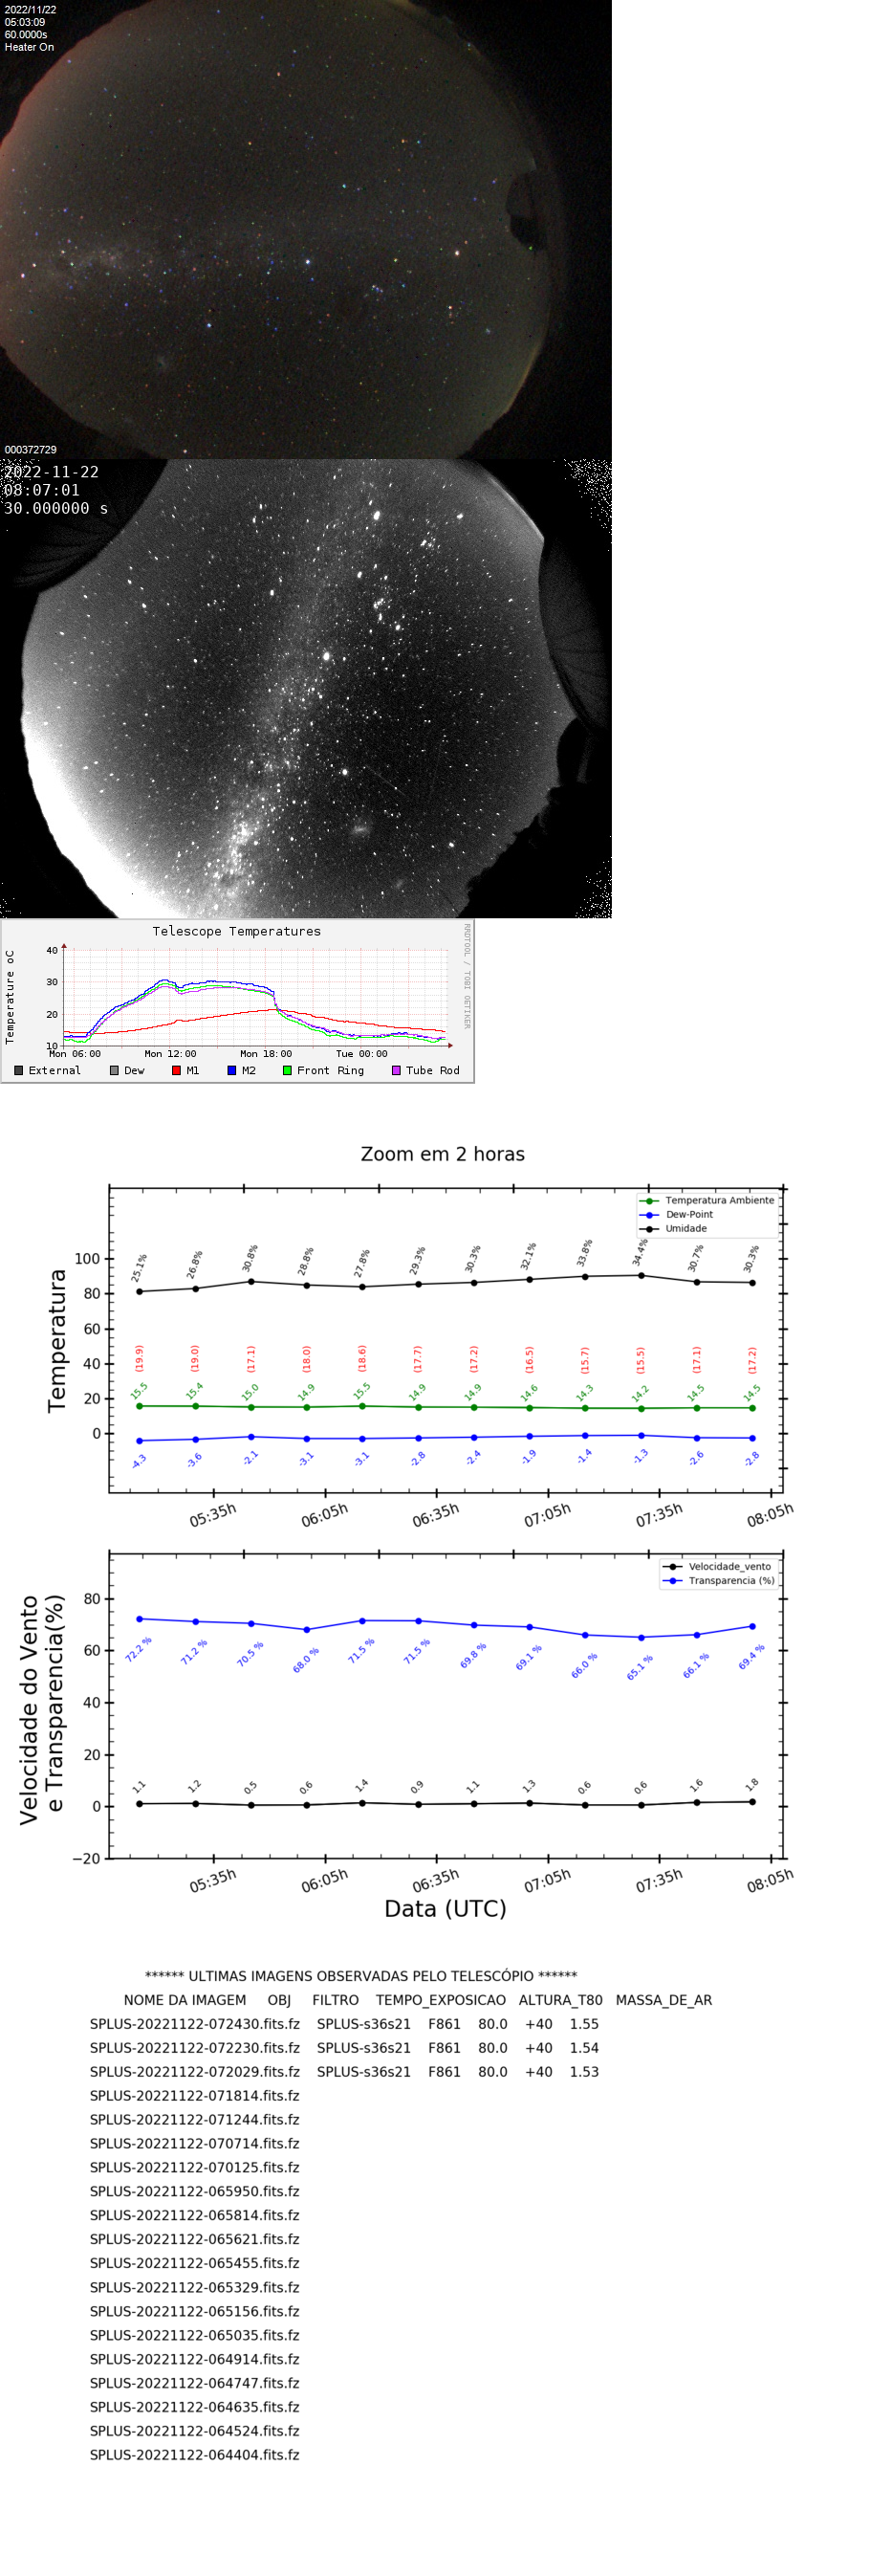 2022/11/22
05:03:09
60.0000s
Heater On
000372729
2022-11-22
08:07:01
30.000000 s
Telescope Temperatures
RRDTOOL / TOBI OETIKER
Temperature oC
40
30
20
10
Mon 06:00 Mon 12:00 Mon 18:00 Tue 00:00
External Dew M1 M2 Front Ring Tube Rod
Zoom em 2 horas
Temperatura Ambiente
Dew-Point
Umidade
Temperatura
100
80
60
40
20
0
25.1% 26.8% 30.8% 28.8% 27.8% 29.3% 30.3% 32.1% 33.8% 34.4% 30.7% 30.3%
(19.9) (19.0) (17.1) (18.0) (18.6) (17.7) (17.2) (16.5) (15.7) (15.5) (17.1) (17.2)
15.5 15.4 15.0 14.9 15.5 14.9 14.9 14.6 14.3 14.2 14.5 14.5
-4.3 -3.6 -2.1 -3.1 -3.1 -2.8 -2.4 -1.9 -1.4 -1.3 -2.6 -2.8
05:35h 06:05h 06:35h 07:05h 07:35h 08:05h
Velocidade_vento
Transparencia (%)
Velocidade do Vento
e Transparencia(%)
80
60
40
20
0
−20
72.2 % 71.2 % 70.5 % 68.0 % 71.5 % 71.5 % 69.8 % 69.1 % 66.0 % 65.1 % 66.1 % 69.4 %
1.1 1.2 0.5 0.6 1.4 0.9 1.1 1.3 0.6 0.6 1.6 1.8
05:35h 06:05h 06:35h 07:05h 07:35h 08:05h
Data (UTC)
****** ULTIMAS IMAGENS OBSERVADAS PELO TELESCÓPIO ******
NOME DA IMAGEM OBJ FILTRO TEMPO_EXPOSICAO ALTURA_T80 MASSA_DE_AR
SPLUS-20221122-072430.fits.fz SPLUS-s36s21 F861 80.0 +40 1.55
SPLUS-20221122-072230.fits.fz SPLUS-s36s21 F861 80.0 +40 1.54
SPLUS-20221122-072029.fits.fz SPLUS-s36s21 F861 80.0 +40 1.53
SPLUS-20221122-071814.fits.fz
SPLUS-20221122-071244.fits.fz
SPLUS-20221122-070714.fits.fz
SPLUS-20221122-070125.fits.fz
SPLUS-20221122-065950.fits.fz
SPLUS-20221122-065814.fits.fz
SPLUS-20221122-065621.fits.fz
SPLUS-20221122-065455.fits.fz
SPLUS-20221122-065329.fits.fz
SPLUS-20221122-065156.fits.fz
SPLUS-20221122-065035.fits.fz
SPLUS-20221122-064914.fits.fz
SPLUS-20221122-064747.fits.fz
SPLUS-20221122-064635.fits.fz
SPLUS-20221122-064524.fits.fz
SPLUS-20221122-064404.fits.fz